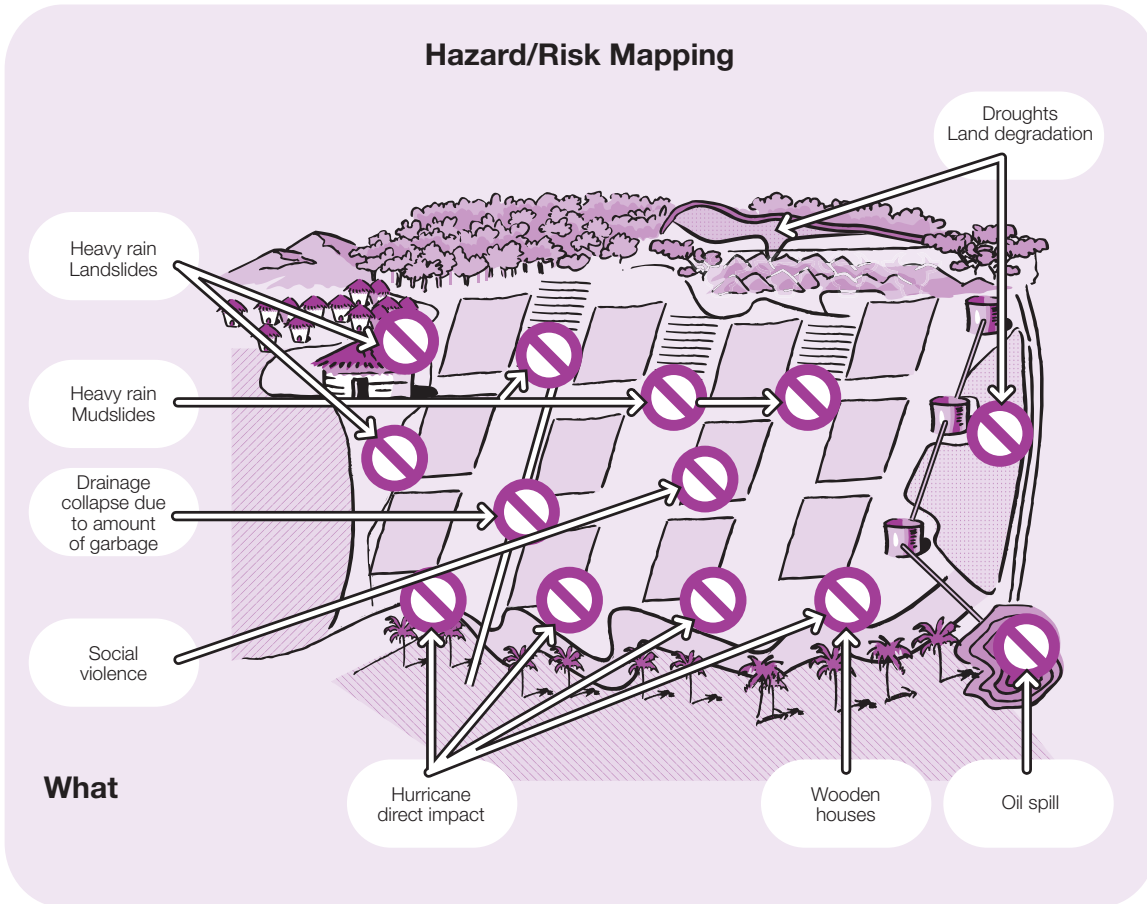 Hazard/Risk Mapping
Droughts
Land degradation
Heavy rain
Landslides
Heavy rain
Mudslides
Drainage
collapse due
to amount
of garbage
Social
violence
What
Hurricane
direct impact
Wooden
houses
Oil spill